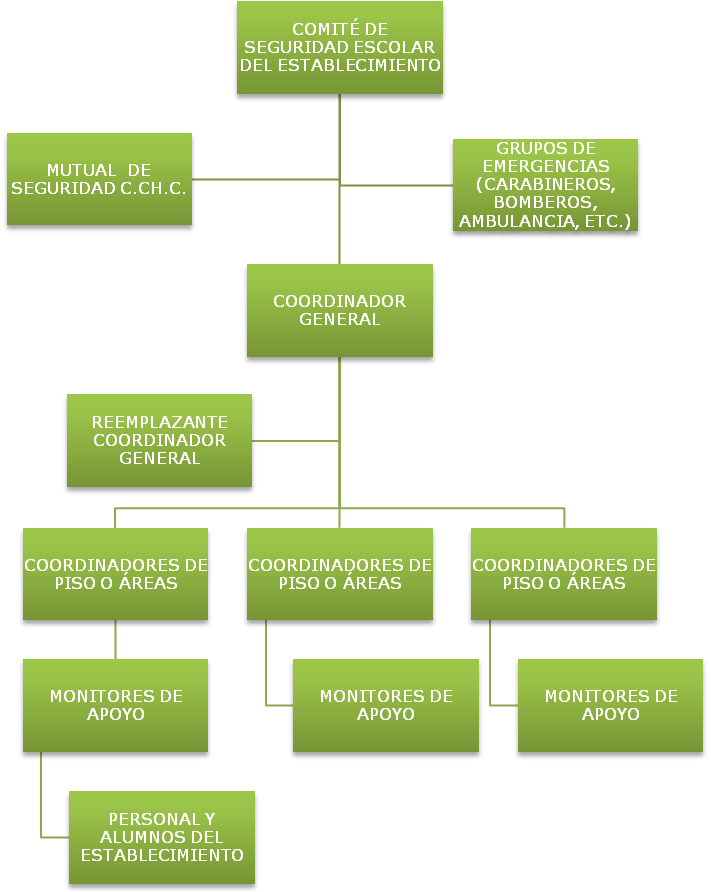 COMITÉ DE
SEGURIDAD ESCOLAR
DEL ESTABLECIMIENTO
MUTUAL DE
SEGURIDAD C.CH.C.
GRUPOS DE
EMERGENCIAS
(CARABINEROS,
BOMBEROS,
AMBULANCIA, ETC.)
COORDINADOR
GENERAL
REEMPLAZANTE
COORDINADOR
GENERAL
COORDINADORES DE
PISO O ÁREAS
COORDINADORES DE
PISO O ÁREAS
COORDINADORES DE
PISO O ÁREAS
MONITORES DE
APOYO
MONITORES DE
APOYO
MONITORES DE
APOYO
PERSONAL Y
ALUMNOS DEL
ESTABLECIMIENTO